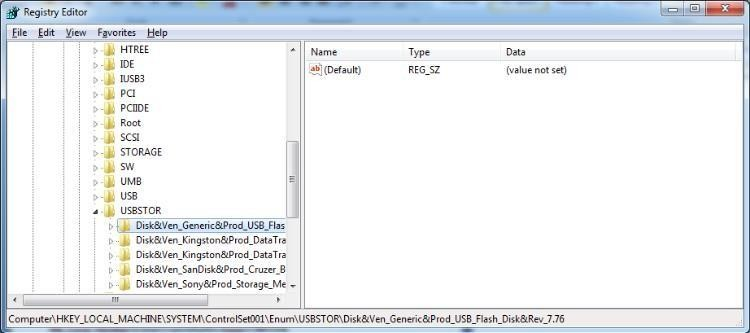 Registry Editor
File Edit View Favorites Help
HTREE
IDE
IUSB3
PCI
PCIIDE
Root
SCSI
STORAGE
SW
UMB
USB
USBSTOR
Disk&Ven_Generic&Prod_USB_Flas
Disk&Ven_Kingston&Prod_DataTra
Disk&Ven_Kingston&Prod_DataTra
Disk&Ven_SanDisk&Prod_Cruzer_B
Disk&Ven_Sony&Prod_Storage_Me
Name Type Data
ab (Default) REG_SZ (value not set)
Computer\HKEY_LOCAL_MACHINE\SYSTEM\ControlSet001\Enum\USBSTOR\Disk&Ven_Generic&Prod_USB_Flash_Disk&Rev_7.76